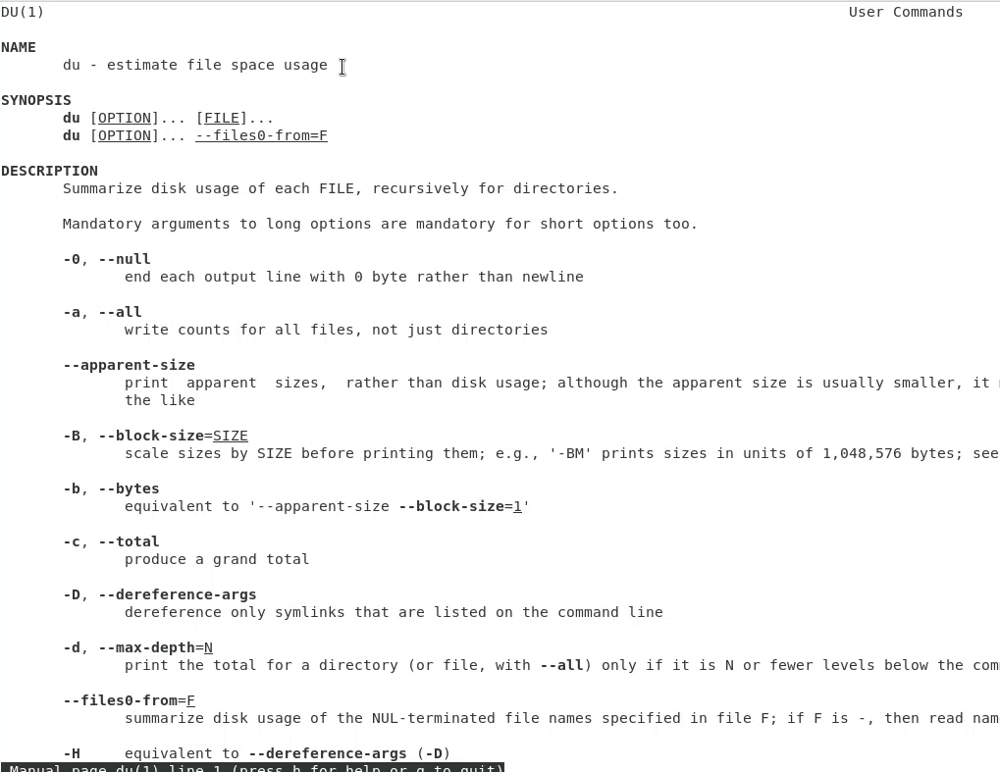 DU(1) User Commands
NAME
du - estimate file space usage
SYNOPSIS
du [OPTION]... [FILE]...
du [OPTION]... --files0-from=F
DESCRIPTION
Summarize disk usage of each FILE, recursively for directories.
Mandatory arguments to long options are mandatory for short options too.
-0, --null
end each output line with 0 byte rather than newline
-a, --all
write counts for all files, not just directories
--apparent-size
print  apparent  sizes,  rather than disk usage; although the apparent size is usually smaller, it
the like
-B, --block-size=SIZE
scale sizes by SIZE before printing them; e.g., '-BM' prints sizes in units of 1,048,576 bytes; see
-b, --bytes
equivalent to '--apparent-size --block-size=1'
-c, --total
produce a grand total
-D, --dereference-args
dereference only symlinks that are listed on the command line
-d, --max-depth=N
print the total for a directory (or file, with --all) only if it is N or fewer levels below the
--files0-from=F
summarize disk usage of the NUL-terminated file names specified in file F; if F is -, then read
-H equivalent to --dereference-args (-D)
Manual page du(1) line 1 (press h for help or q to quit)